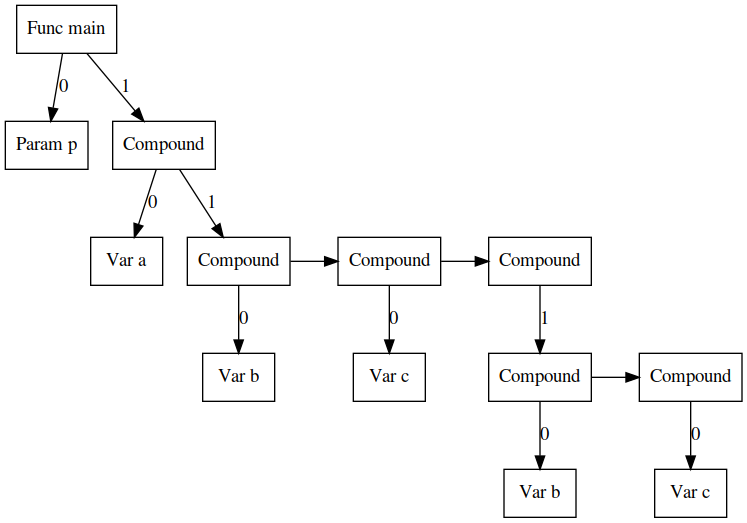 Func main
0
1
Param p
Compound
0
1
Var a
Compound
Compound
Compound
0
0
1
Var b
Var c
Compound
Compound
0
0
Var b
Var c